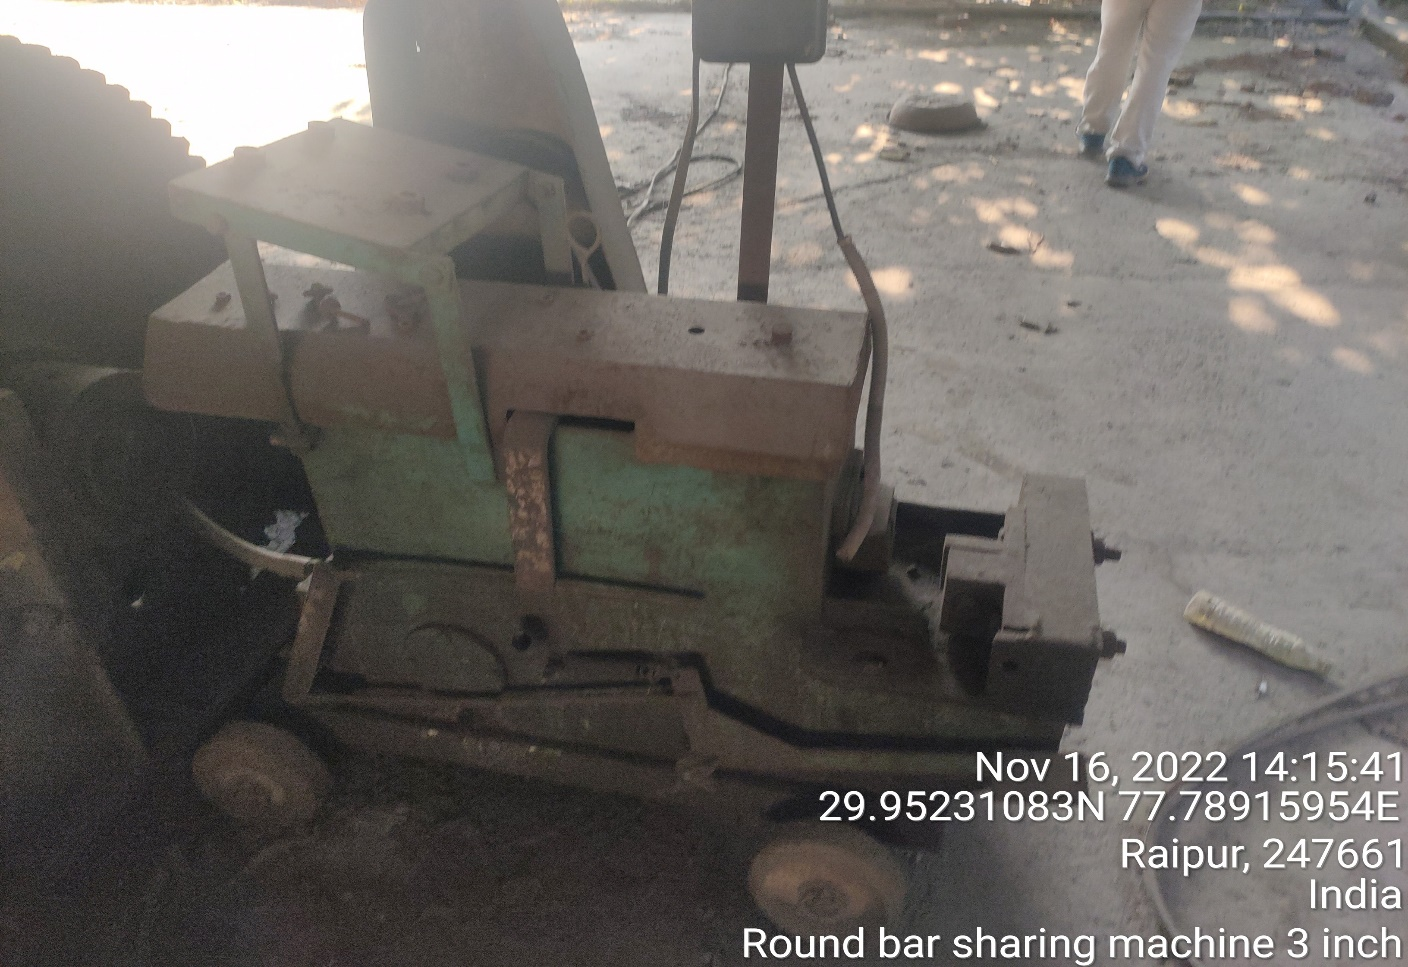 Nov 16, 2022 14:15:41
29.95231083N 77.78915954E
Raipur, 247661
India
Round bar sharing machine 3 inch